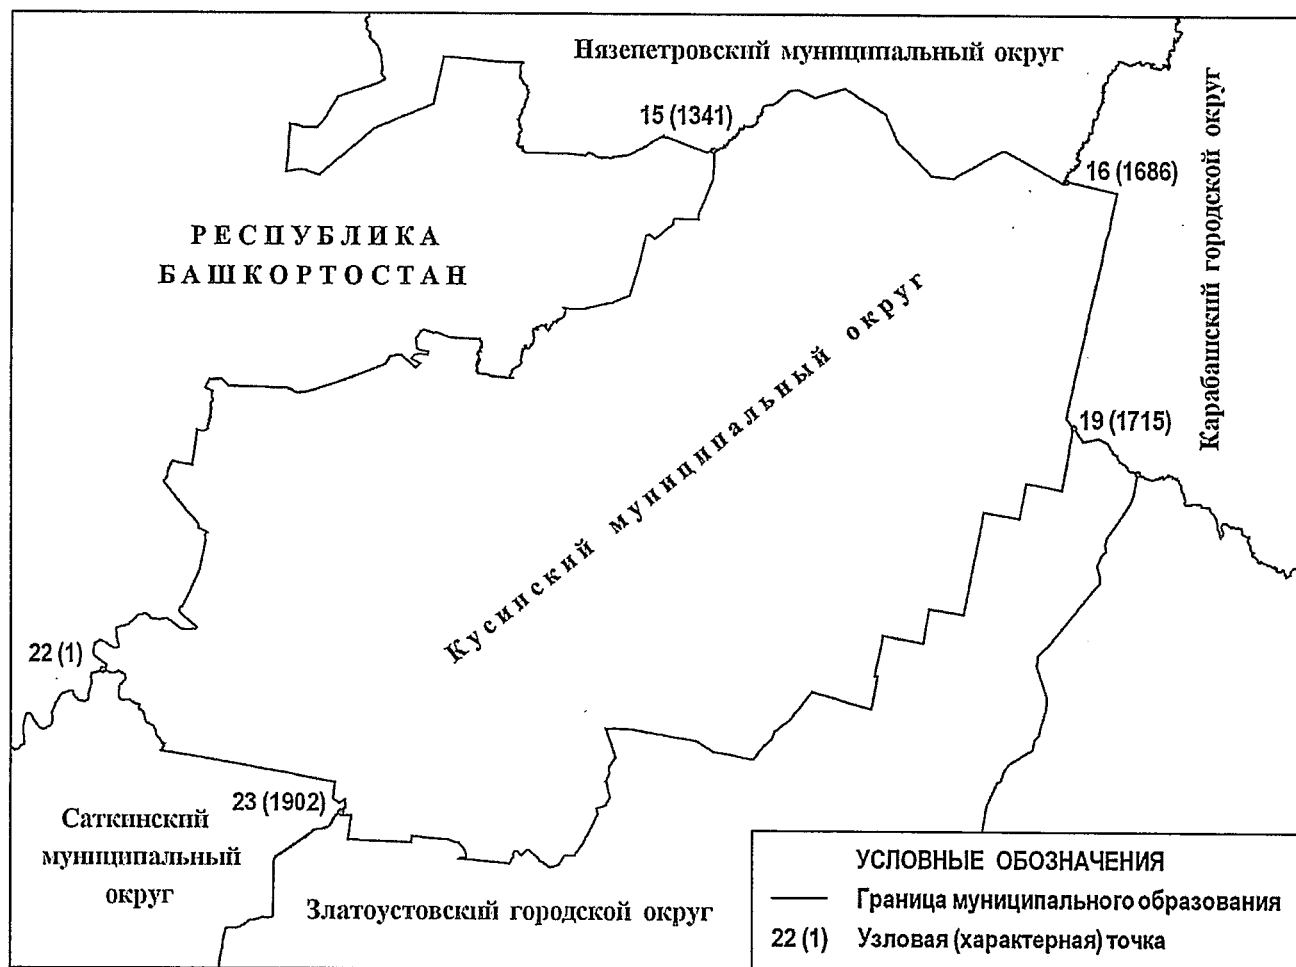 Нязепетровский муниципальный округ
15 (1341)
16 (1686)
Карабашский городской округ
РЕСПУБЛИКА
БАШКОРТОСТАН
Кусинский муниципальный округ
19 (1715)
22 (1)
23 (1902)
Саткинский
муниципальный
округ
Златоустовский городской округ
УСЛОВНЫЕ ОБОЗНАЧЕНИЯ
Граница муниципального образования
22 (1) Узловая (характерная) точка